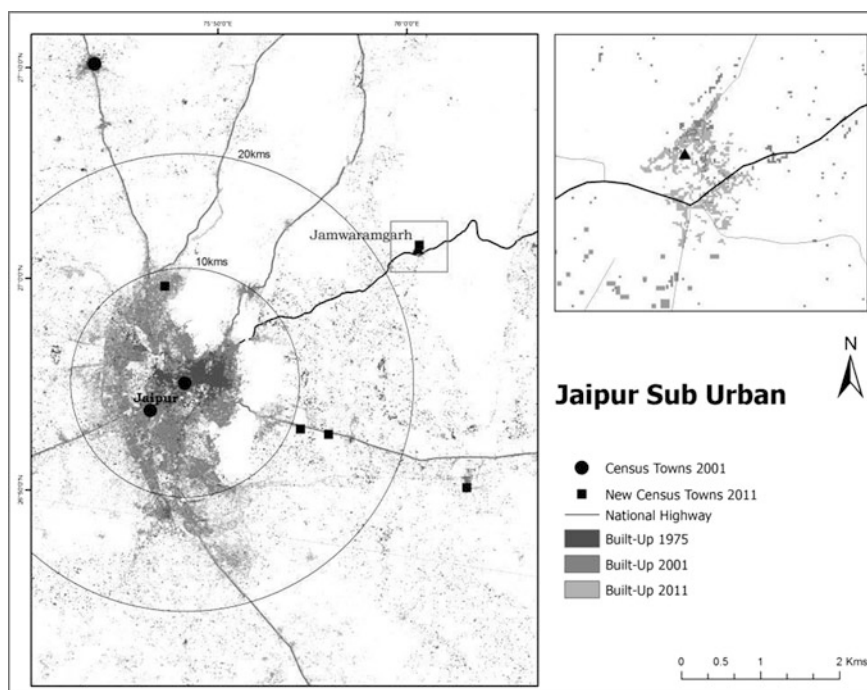 75°50'0"E
76°0'0"E
27°10'0"N
20kms
Jamwaramgarh
27°0'0"N
10kms
Jaipur
26°50'0"N
N
Jaipur Sub Urban
Census Towns 2001
New Census Towns 2011
National Highway
Built-Up 1975
Built-Up 2001
Built-Up 2011
0 0.5 1 2 Kms